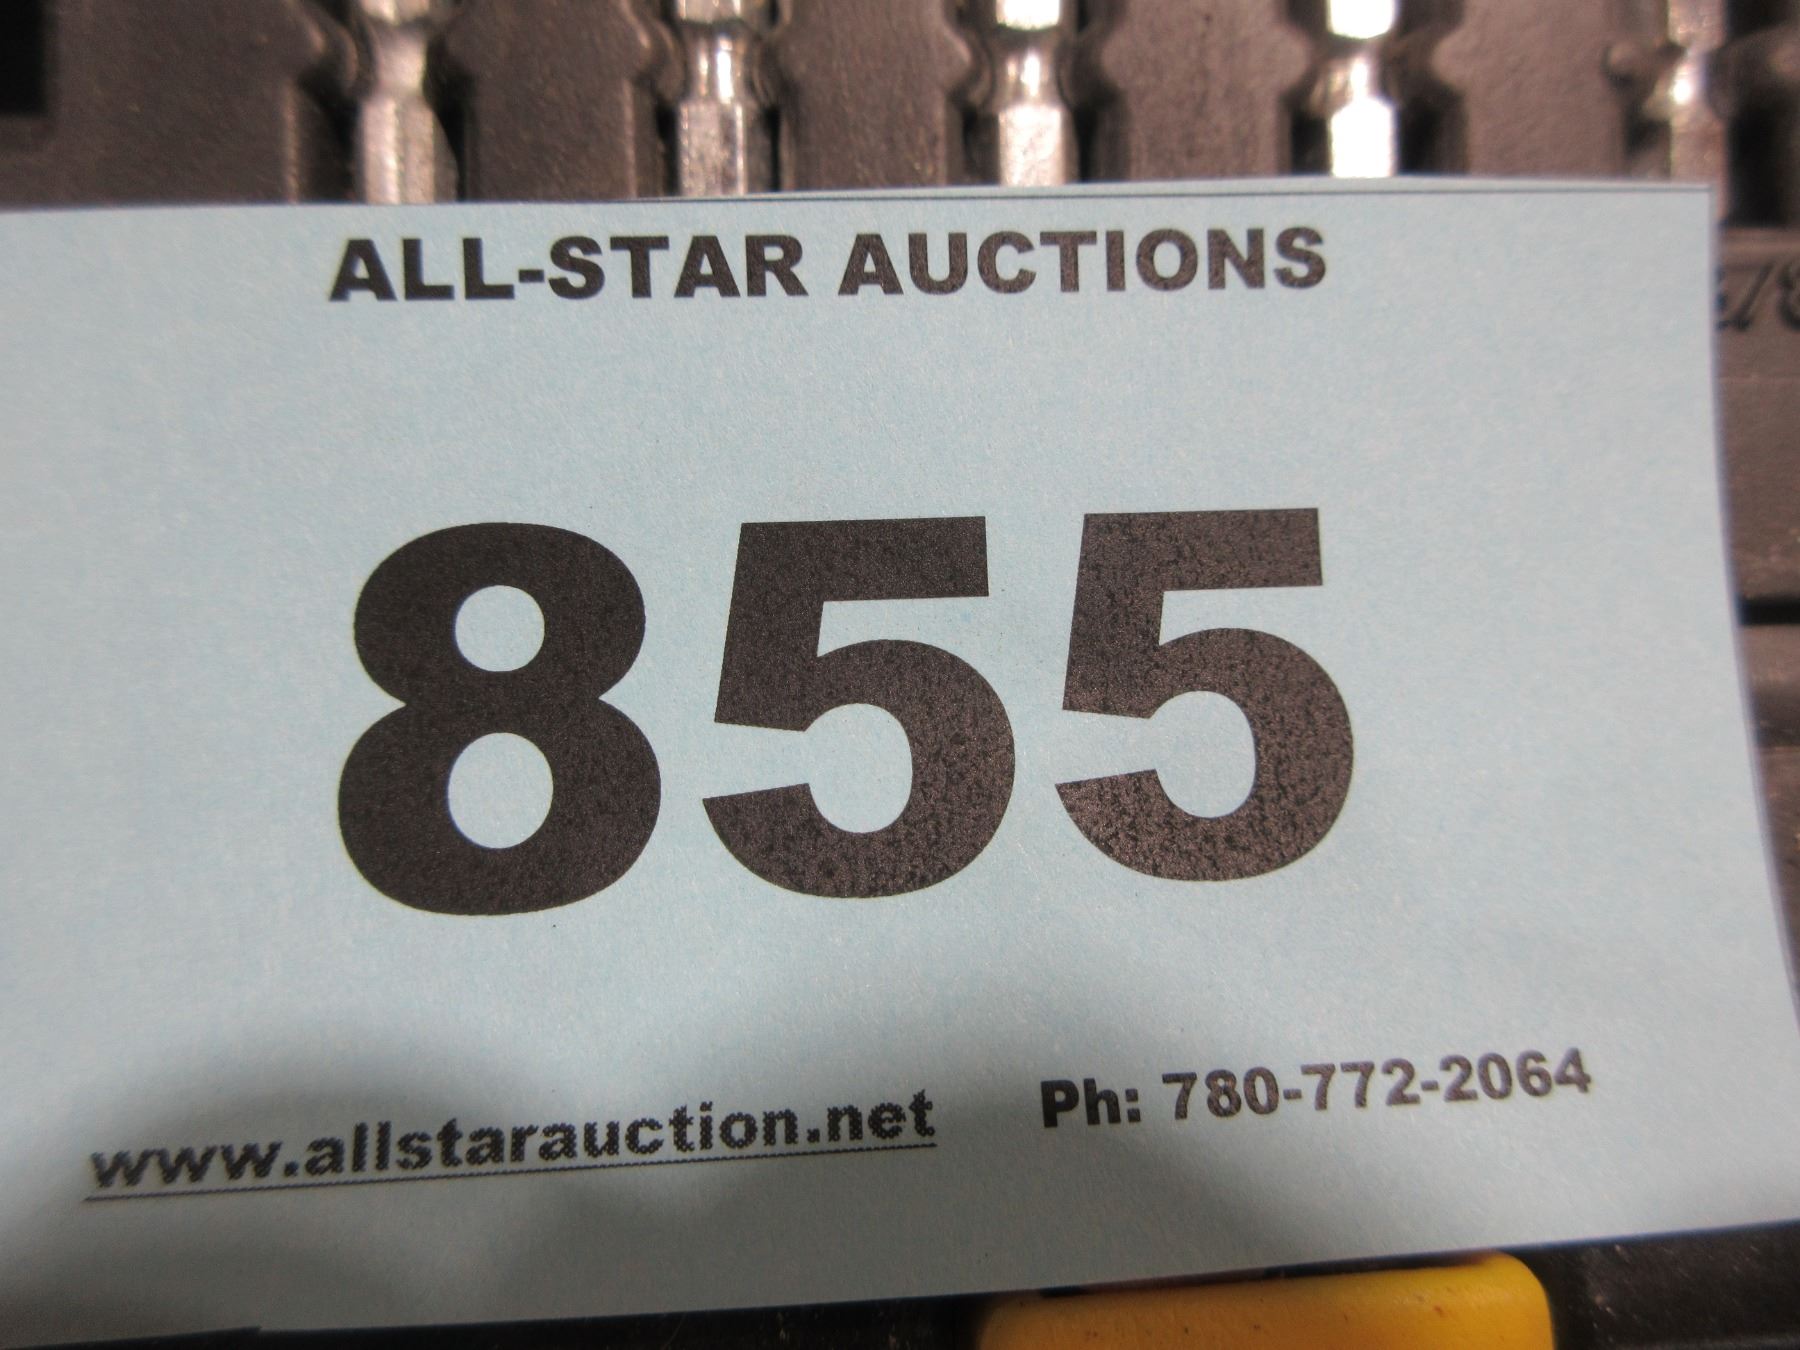 ALL-STAR AUCTIONS
855
www.allstarauction.net Ph: 780-772-2064